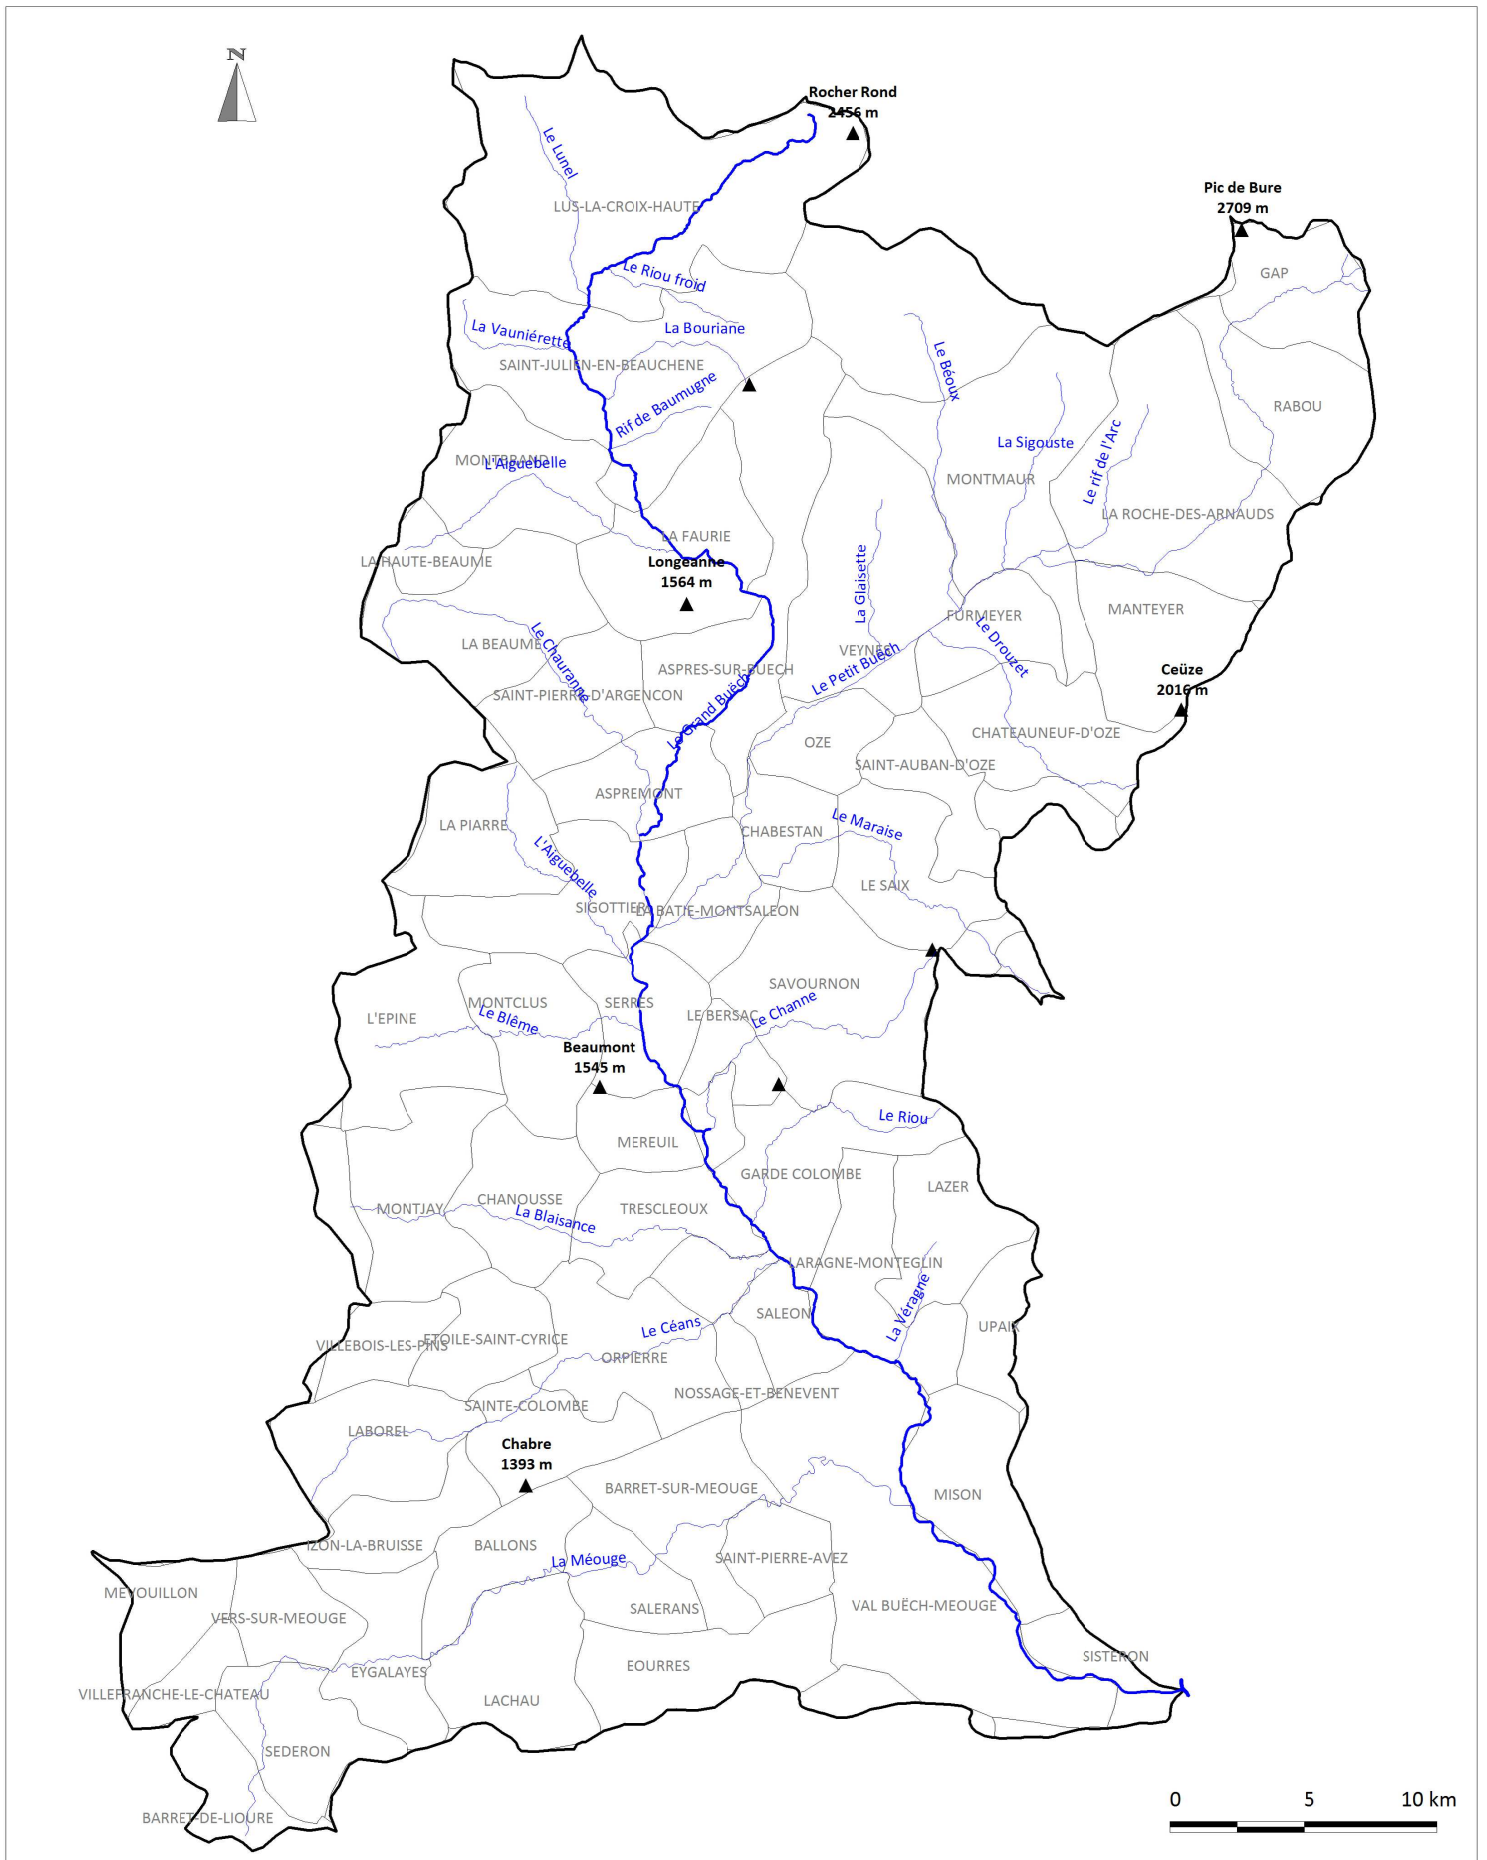 N
Rocher Rond
2456 m
Le Lunel
Pic de Bure
2709 m
LUS-LA-CROIX-HAUTE
Le Riou froid
GAP
La Vauniérette
La Bouriane
SAINT-JULIEN-EN-BEAUCHENE
Le Béoux
Rif de Baumugne
RABOU
La Sigouste
MONTBRAND
L'Aiguebelle
Le rif de l'Arc
MONTMAUR
LA ROCHE-DES-ARNAUDS
LA FAURIE
LA HAUTE-BEAUME
Longeanne
1564 m
La Glaisette
FURMEYER
MANTEYER
LA BEAUME
Le Chauranne
Le Drouzet
VEYNES
ASPRES-SUR-BUECH
Le Petit Buëch
Ceüze
2016 m
SAINT-PIERRE-D'ARGENCON
Le Grand Buëch
OZE
CHATEAUNEUF-D'OZE
SAINT-AUBAN-D'OZE
ASPREMONT
LA PIARRE
CHABESTAN
Le Maraise
L'Aiguebelle
LE SAIX
SIGOTTIER
LA BATIE-MONTSALEON
SAVOURNON
MONTCLUS
SERRES
L'EPINE
Le Blême
LE BERSAC
Le Channe
Beaumont
1545 m
Le Riou
MEREUIL
GARDE COLOMBE
LAZER
CHANOUSSE
MONTJAY
La Blaisance
TRESCLEOUX
LARAGNE-MONTEGLIN
La Véragne
SALEON
UPAIX
Le Céans
VILLEBOIS-LES-PINS
ETOILE-SAINT-CYRICE
ORPIERRE
NOSSAGE-ET-BENEVENT
SAINTE-COLOMBE
LABOREL
Chabre
1393 m
BARRET-SUR-MEOUGE
MISON
IZON-LA-BRUISSE
BALLONS
La Méouge
SAINT-PIERRE-AVEZ
MEVOUILLON
VERS-SUR-MEOUGE
SALERANS
VAL BUËCH-MEOUGE
SISTERON
EYGALAYES
EOURRES
VILLEFRANCHE-LE-CHATEAU
LACHAU
SEDERON
BARRET-DE-LIOURE
0 5 10 km